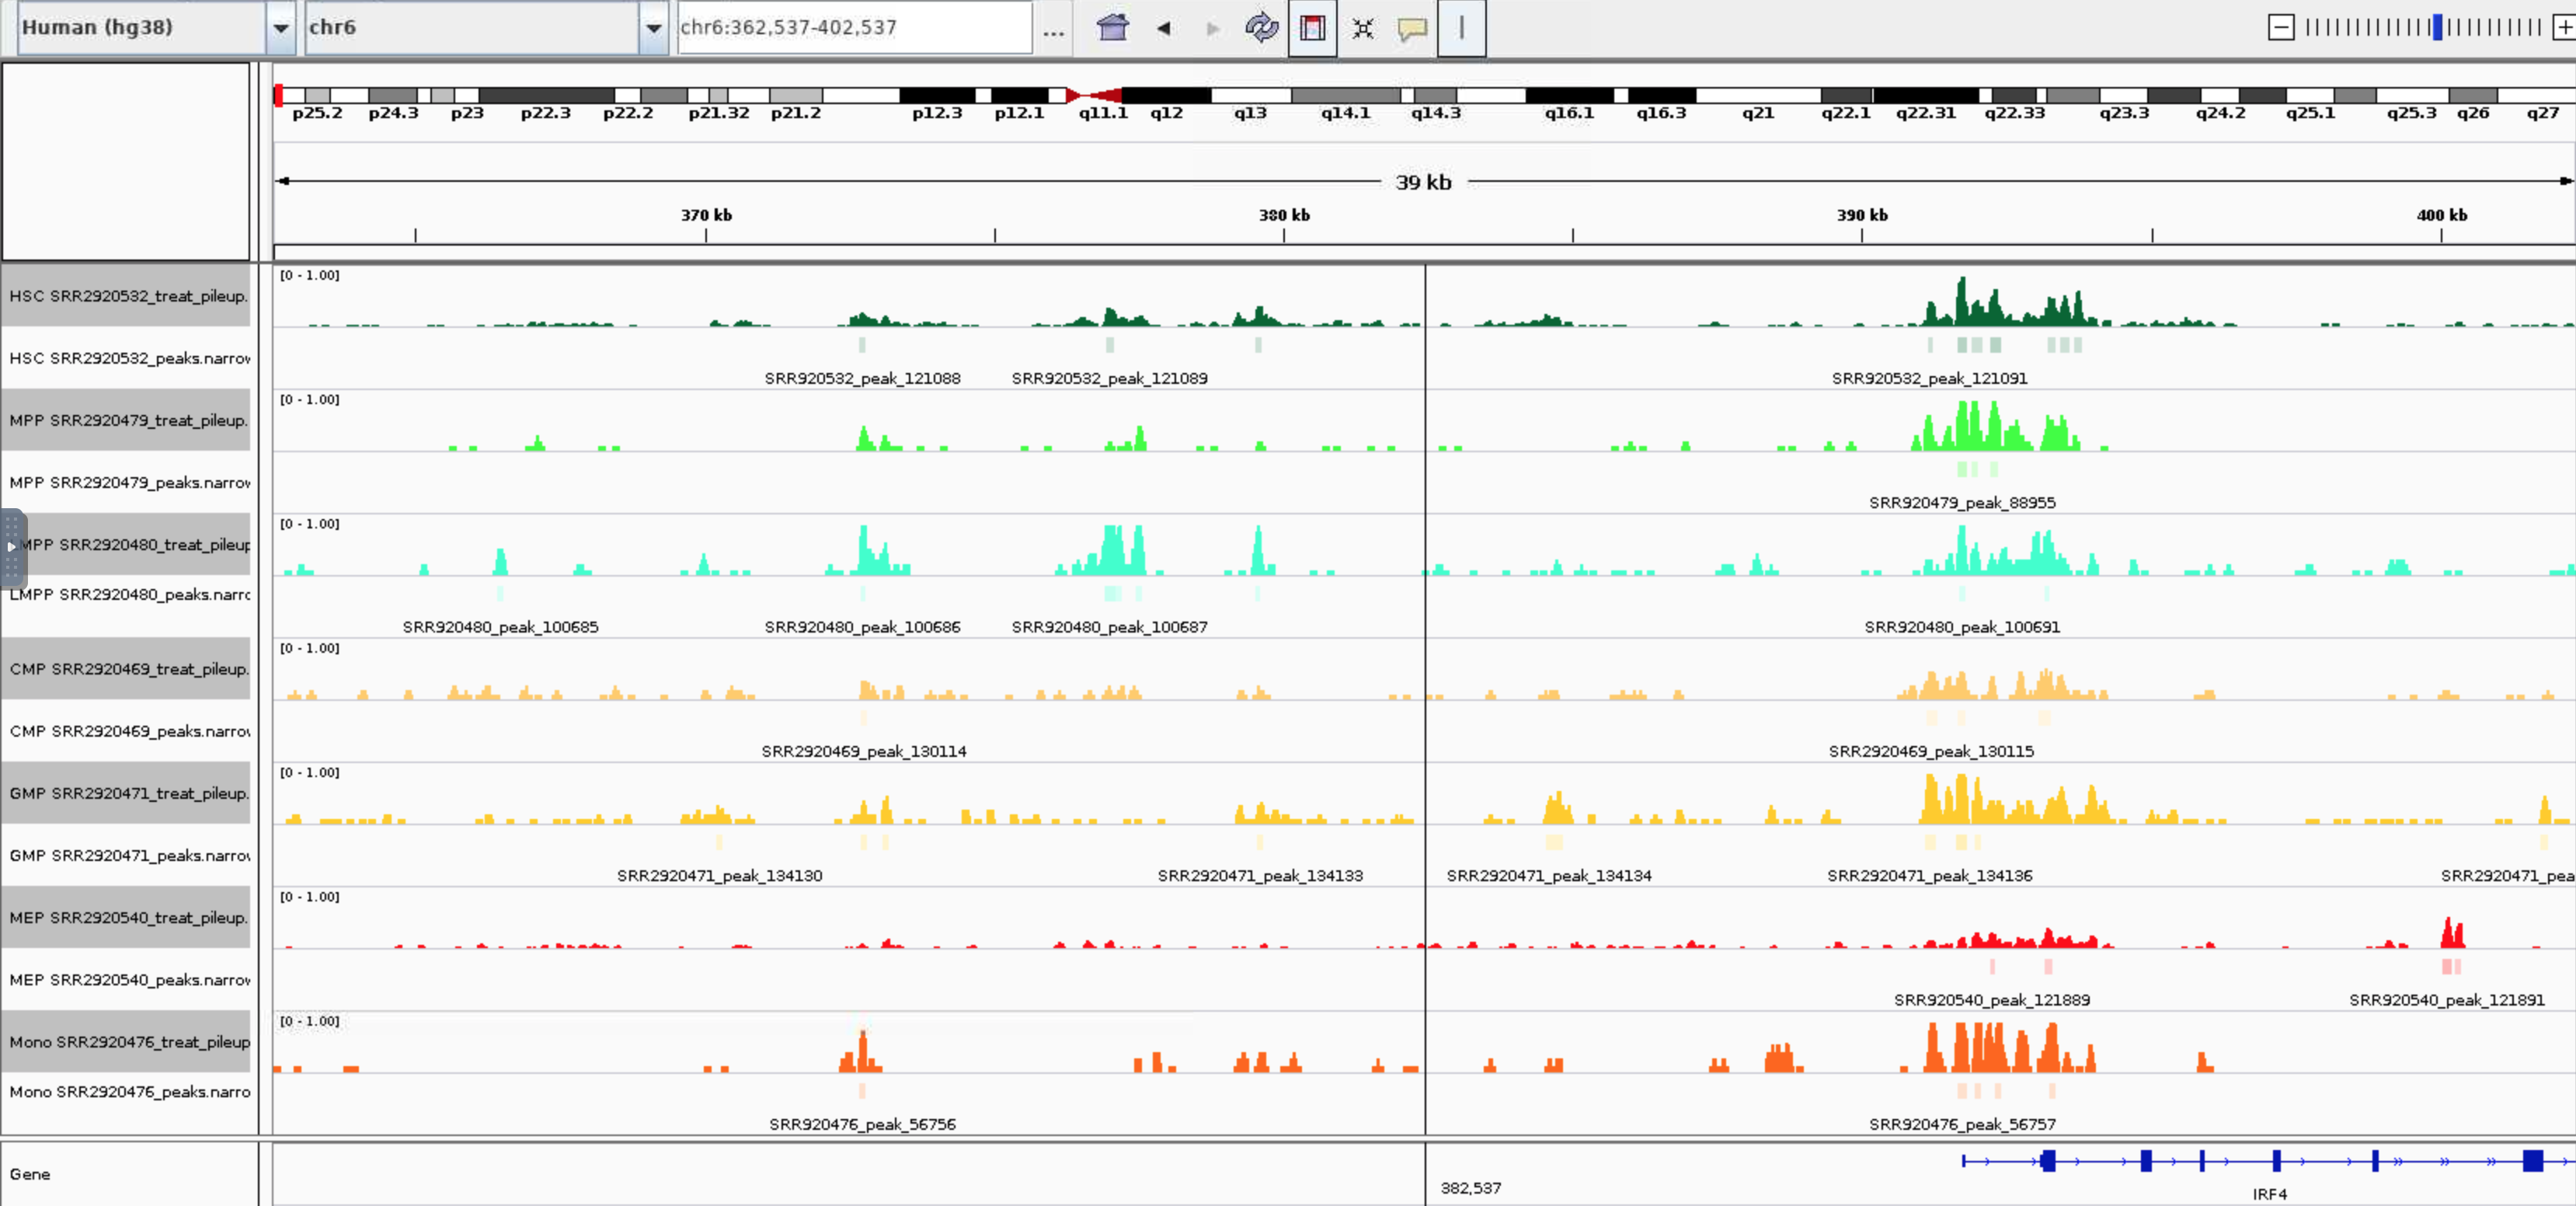 Human (hg38) chr6 chr6:362,537-402,537 ...
p25.2 p24.3 p23 p22.3 p22.2 p21.32 p21.2 p12.3 p12.1 q11.1 q12 q13 q14.1 q14.3 q16.1 q16.3 q21 q22.1 q22.31 q22.33 q23.3 q24.2 q25.1 q25.3 q26 q27
39 kb
370 kb 380 kb 390 kb 400 kb
[0 - 1.00]
HSC SRR2920532_treat_pileup.
HSC SRR2920532_peaks.narrow
SRR920532_peak_121088 SRR920532_peak_121089 SRR920532_peak_121091
[0 - 1.00]
MPP SRR2920479_treat_pileup.
MPP SRR2920479_peaks.narrow
SRR920479_peak_88955
[0 - 1.00]
MPP SRR2920480_treat_pileup
LMPP SRR2920480_peaks.narro
SRR920480_peak_100685 SRR920480_peak_100686 SRR920480_peak_100687 SRR920480_peak_100691
[0 - 1.00]
CMP SRR2920469_treat_pileup.
CMP SRR2920469_peaks.narrow
SRR2920469_peak_130114 SRR2920469_peak_130115
[0 - 1.00]
GMP SRR2920471_treat_pileup.
GMP SRR2920471_peaks.narrow
SRR2920471_peak_134130 SRR2920471_peak_134133 SRR2920471_peak_134134 SRR2920471_peak_134136 SRR2920471_pea
[0 - 1.00]
MEP SRR2920540_treat_pileup.
MEP SRR2920540_peaks.narrow
SRR920540_peak_121889 SRR920540_peak_121891
[0 - 1.00]
Mono SRR2920476_treat_pileup
Mono SRR2920476_peaks.narro
SRR920476_peak_56756 SRR920476_peak_56757
Gene
382,537
IRF4